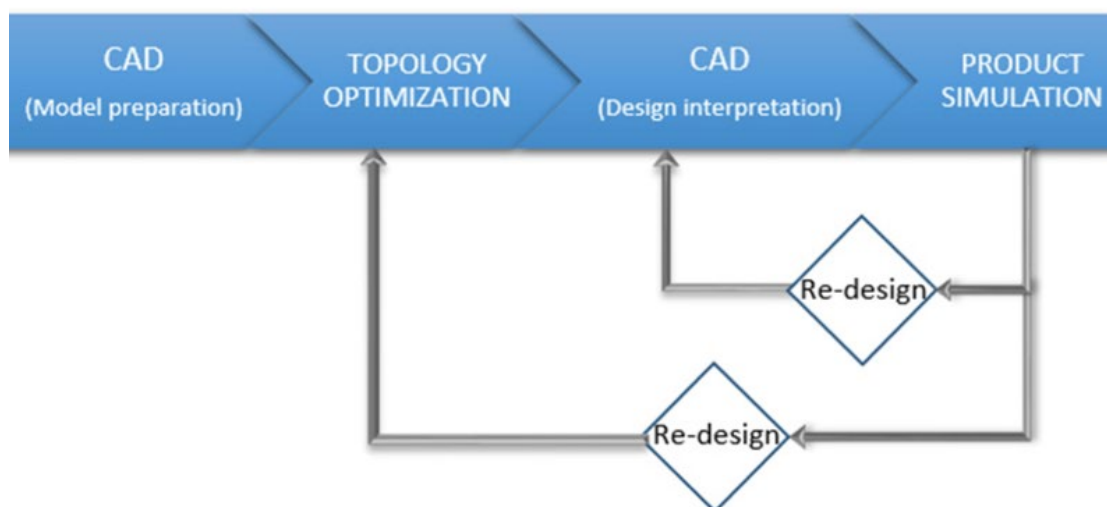 CAD
(Model preparation)
TOPOLOGY
OPTIMIZATION
CAD
(Design interpretation)
PRODUCT
SIMULATION
Re-design
Re-design